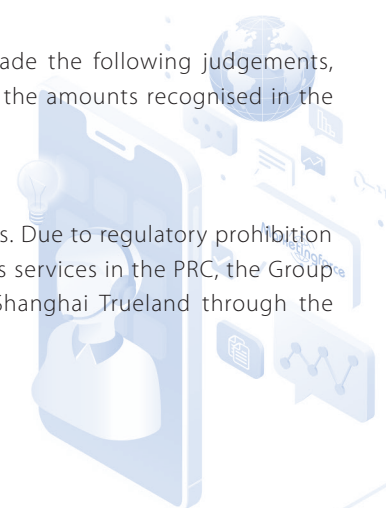 ade the following judgements,
the amounts recognised in the
s. Due to regulatory prohibition
s services in the PRC, the Group
Shanghai Trueland through the
Marketingforce